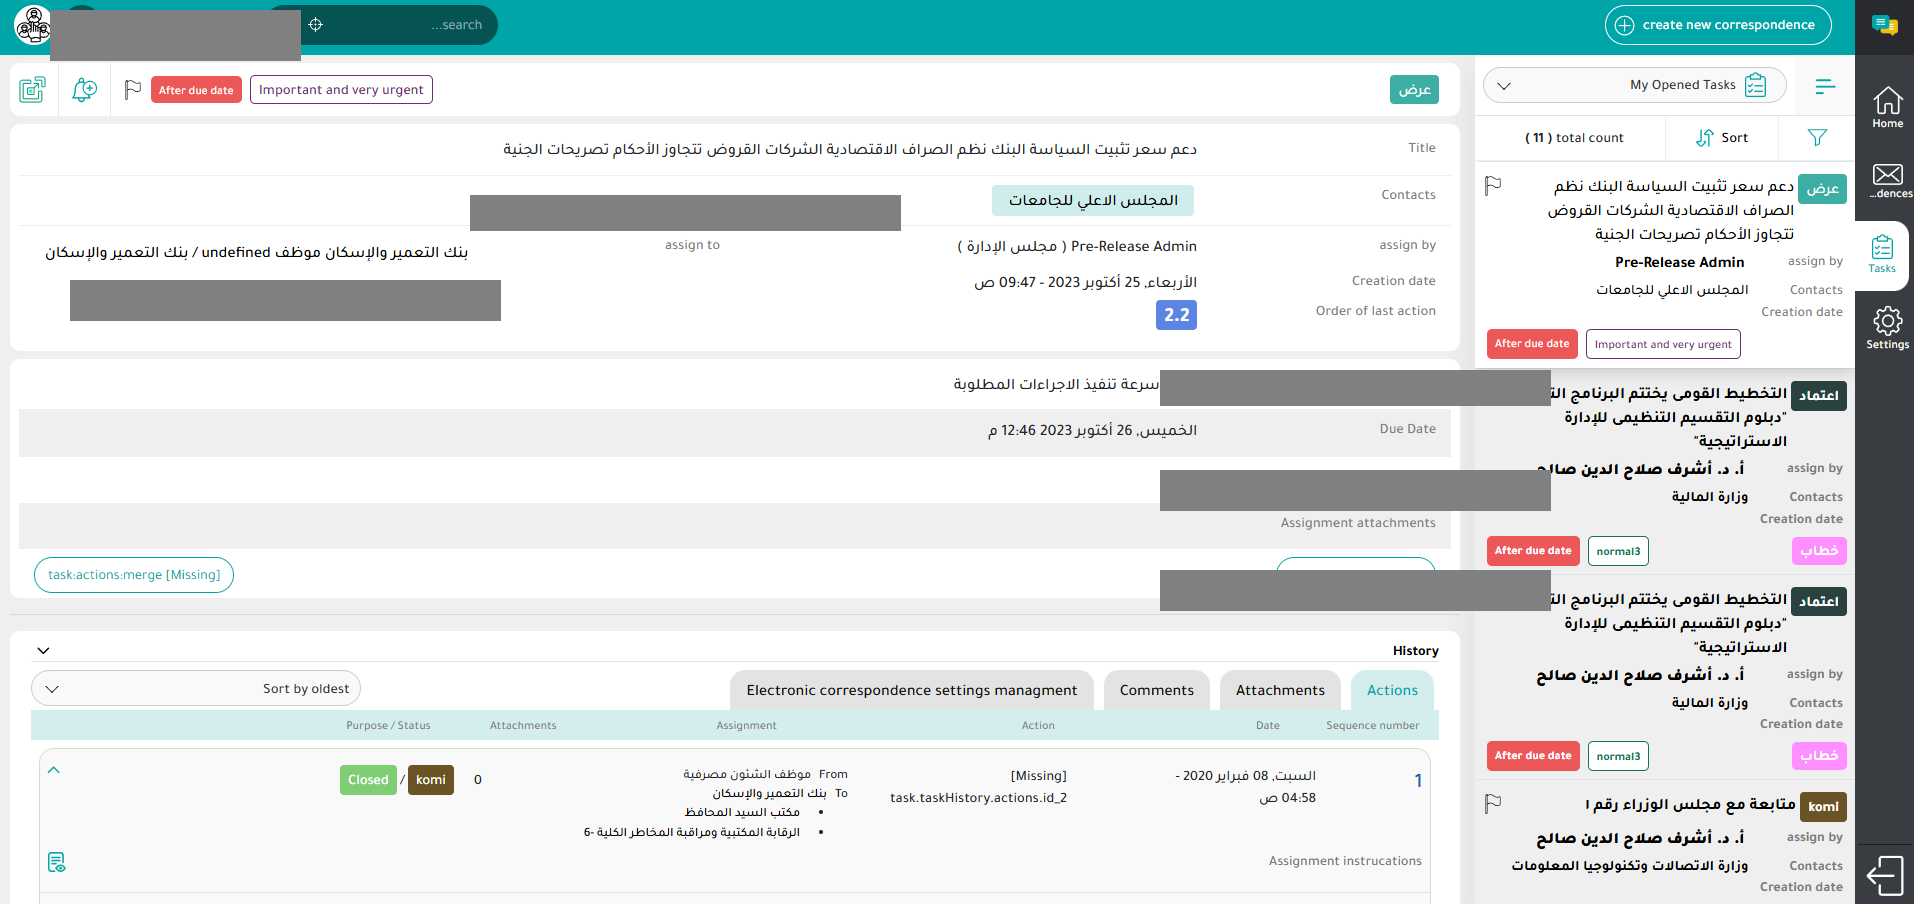 search...
create new correspondence
After due date
Important and very urgent
عرض
Title
دعم سعر تثبيت السياسة البنك نظم الصراف الاقتصادية الشركات القروض تتجاوز الأحكام تصريحات الجنية
Contacts
المجلس الاعلي للجامعات
assign by
Pre-Release Admin ( مجلس الإدارة )
assign to
بنك التعمير والإسكان موظف undefined / بنك التعمير والإسكان
Creation date
الأربعاء, 25 أكتوبر 2023 - 09:47 ص
Order of last action
2.2
سرعة تنفيذ الاجراءات المطلوبة
Due Date
الخميس, 26 أكتوبر 2023 12:46 م
Assignment attachments
task:actions:merge [Missing]
History
Sort by oldest
Electronic correspondence settings managment
Comments
Attachments
Actions
Purpose / Status
Attachments
Assignment
Action
Date
Sequence number
1
السبت, 08 فبراير 2020 -
04:58 ص
[Missing]
task.taskHistory.actions.id_2
From موظف الشئون مصرفية
To بنك التعمير والإسكان
• مكتب السيد المحافظ
• الرقابة المكتبية ومراقبة المخاطر الكلية -6
0
Closed / komi
Assignment instrucations
My Opened Tasks
( 11 ) total count
Sort
عرض
دعم سعر تثبيت السياسة البنك نظم
الصراف الاقتصادية الشركات القروض
تتجاوز الأحكام تصريحات الجنية
assign by
Pre-Release Admin
Contacts
المجلس الاعلي للجامعات
Creation date
After due date
Important and very urgent
اعتماد
التخطيط القومى يختتم البرنامج
"دبلوم التقسيم التنظيمى للإدارة
الاستراتيجية"
assign by
أ. د. أشرف صلاح الدين صالح
Contacts
وزارة المالية
Creation date
After due date
normal3
خطاب
اعتماد
التخطيط القومى يختتم البرنامج
"دبلوم التقسيم التنظيمى للإدارة
الاستراتيجية"
assign by
أ. د. أشرف صلاح الدين صالح
Contacts
وزارة المالية
Creation date
After due date
normal3
خطاب
komi
متابعة مع مجلس الوزراء رقم ١
assign by
أ. د. أشرف صلاح الدين صالح
Contacts
وزارة الاتصالات وتكنولوجيا المعلومات
Creation date
Home
...dences
Tasks
Settings